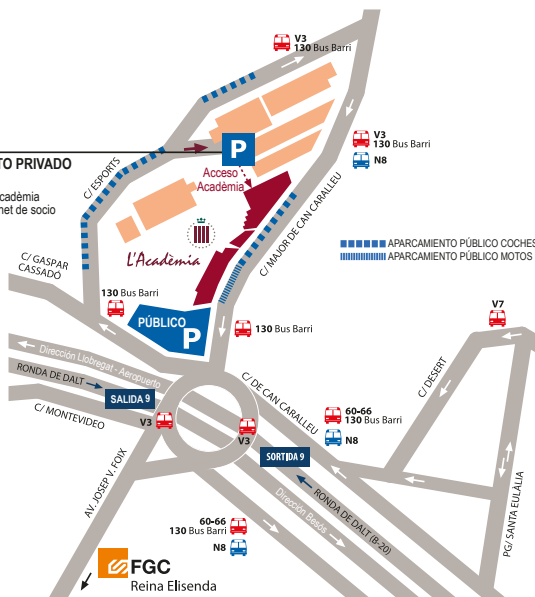 V3
130 Bus Barri
V3
130 Bus Barri
N8
TO PRIVADO
cadèmia
net de socio
P
Acceso
Acadèmia
C/ ESPORTS
C/ MAJOR DE CAN CARALLEU
L'Acadèmia
APARCAMIENTO PÚBLICO COCHES
APARCAMIENTO PÚBLICO MOTOS
C/ GASPAR
CASSADÓ
130 Bus Barri
PÚBLICO
P
130 Bus Barri
V7
Dirección Llobregat - Aeropuerto
RONDA DE DALT
SALIDA 9
C/ MONTEVIDEO
V3
V3
C/ DE CAN CARALLEU
C/ DESERT
60-66
130 Bus Barri
N8
SORTIDA 9
AV. JOSEP V. FOIX
Dirección Besòs
RONDA DE DALT (B-20)
PG/ SANTA EULÀLIA
60-66
130 Bus Barri
N8
FGC
Reina Elisenda